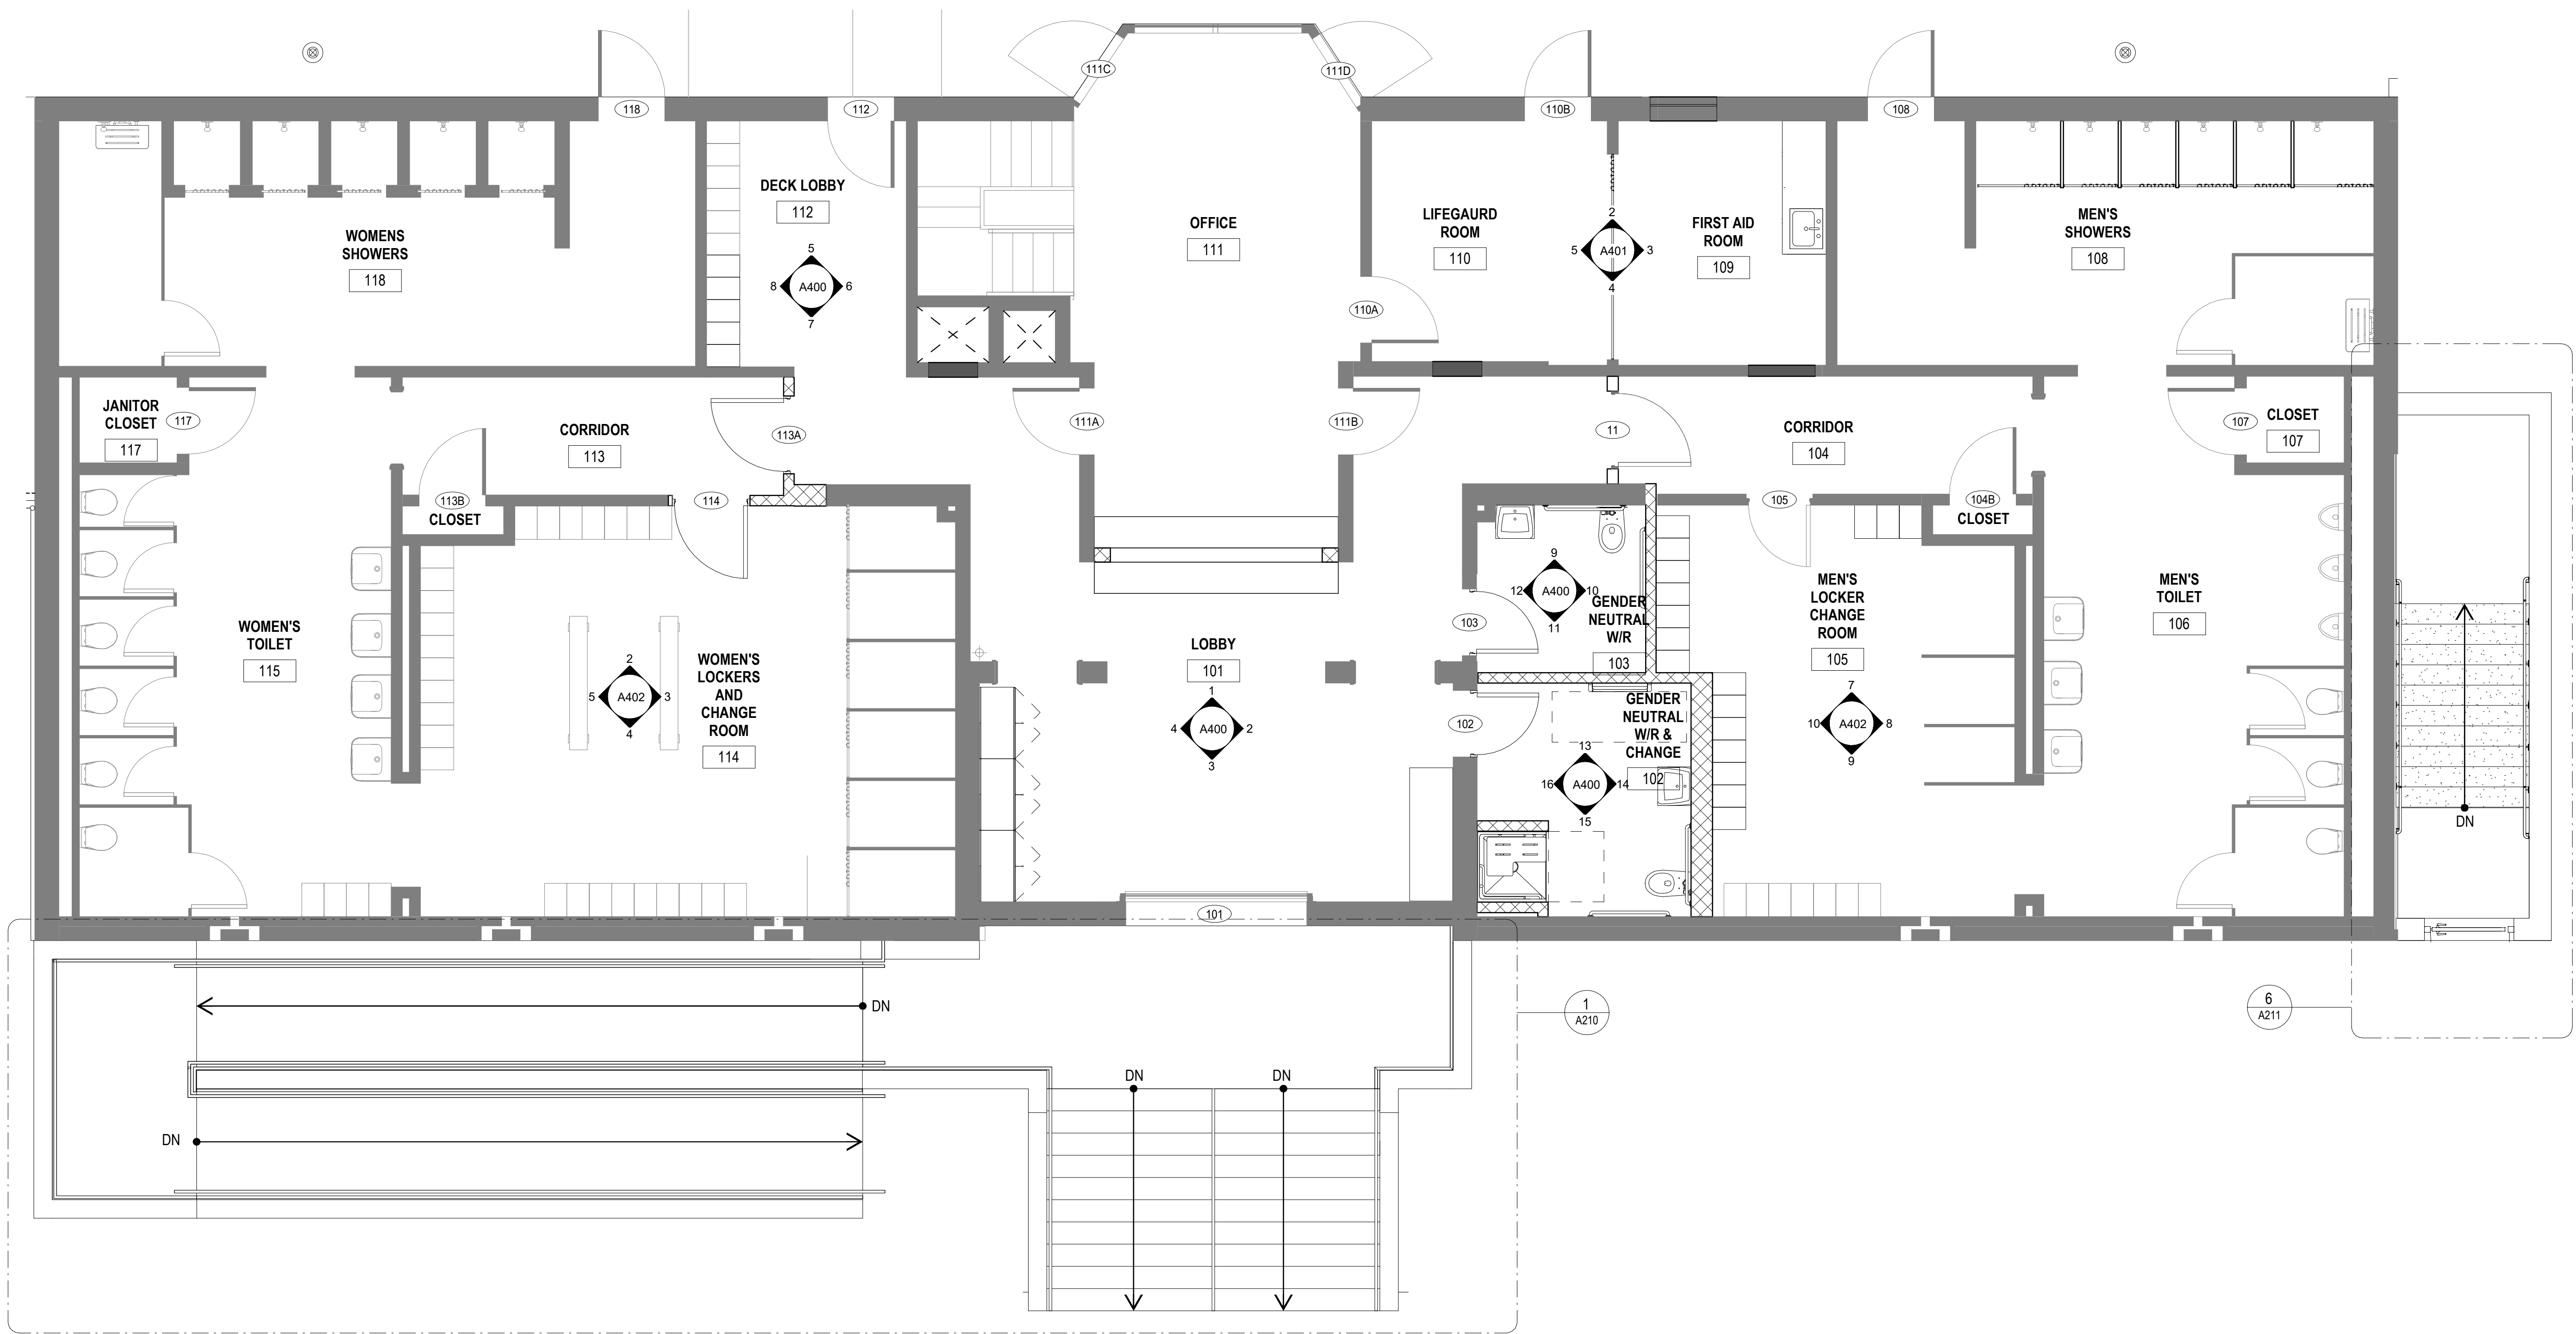 111C
111D
118
112
110B
108
DECK LOBBY
112
5
8
A400
6
7
WOMENS
SHOWERS
118
OFFICE
111
LIFEGAURD
ROOM
110
2
5
A401
3
4
FIRST AID
ROOM
109
MEN'S
SHOWERS
108
110A
JANITOR
CLOSET
117
117
CORRIDOR
113
113A
111A
111B
11
CORRIDOR
104
107
CLOSET
107
113B
CLOSET
114
105
104B
CLOSET
WOMEN'S
TOILET
115
2
5
A402
3
4
WOMEN'S
LOCKERS
AND
CHANGE
ROOM
114
LOBBY
101
1
4
A400
2
3
103
9
12
A400
10
11
GENDER
NEUTRAL
W/R
103
102
GENDER
NEUTRAL
W/R &
CHANGE
102
13
16
A400
14
15
MEN'S
LOCKER
CHANGE
ROOM
105
7
10
A402
8
9
MEN'S
TOILET
106
DN
101
DN
DN
DN
DN
1
A210
6
A211